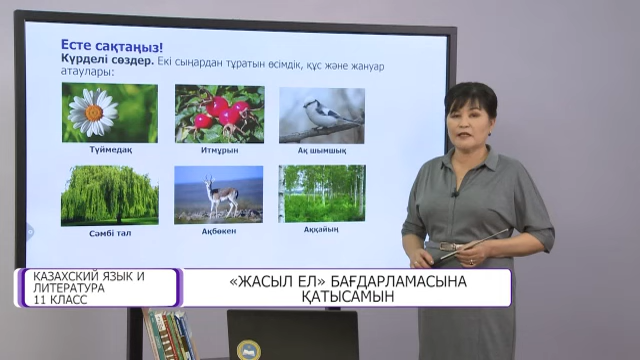 Есте сақтаңыз!
Күрделі сөздер. Екі сыңардан тұратын өсімдік, құс және жануар
атаулары:
Түймедақ
Итмұрын
Ақ шымшық
Сәмбі тал
Ақбөкен
Аққайың
КАЗАХСКИЙ ЯЗЫК И
ЛИТЕРАТУРА
11 КЛАСС
«ЖАСЫЛ ЕЛ» БАҒДАРЛАМАСЫНА
ҚАТЫСАМЫН